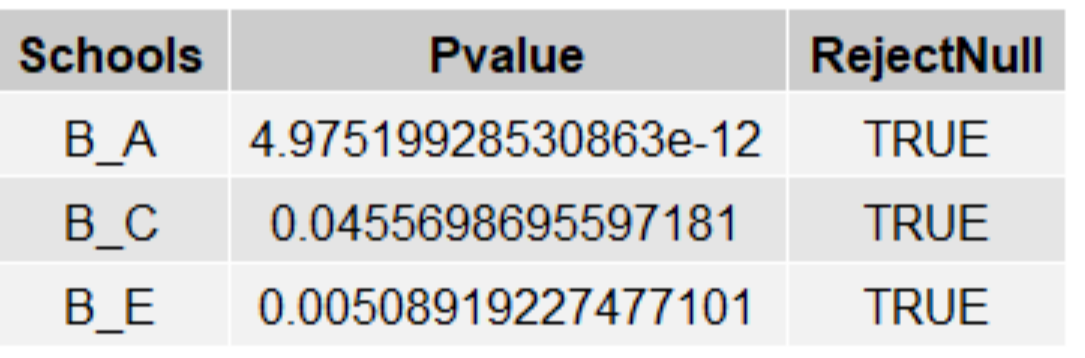 Schools Pvalue RejectNull
B_A 4.97519928530863e-12 TRUE
B_C 0.0455698695597181 TRUE
B_E 0.00508919227477101 TRUE